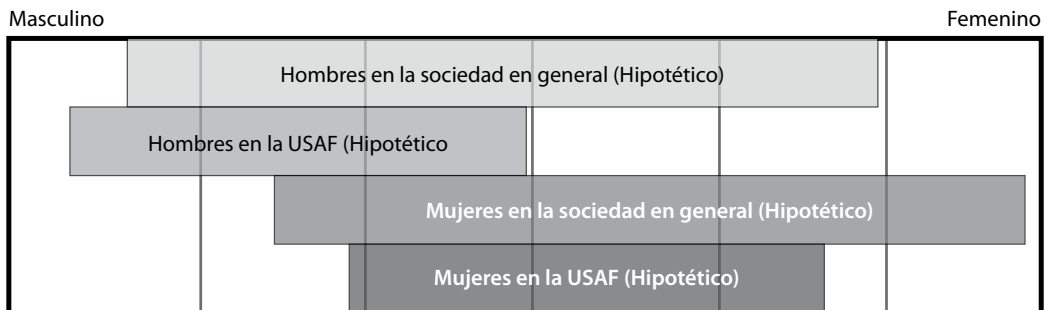 Masculino
Femenino
Hombres en la sociedad en general (Hipotético)
Hombres en la USAF (Hipotético
Mujeres en la sociedad en general (Hipotético)
Mujeres en la USAF (Hipotético)